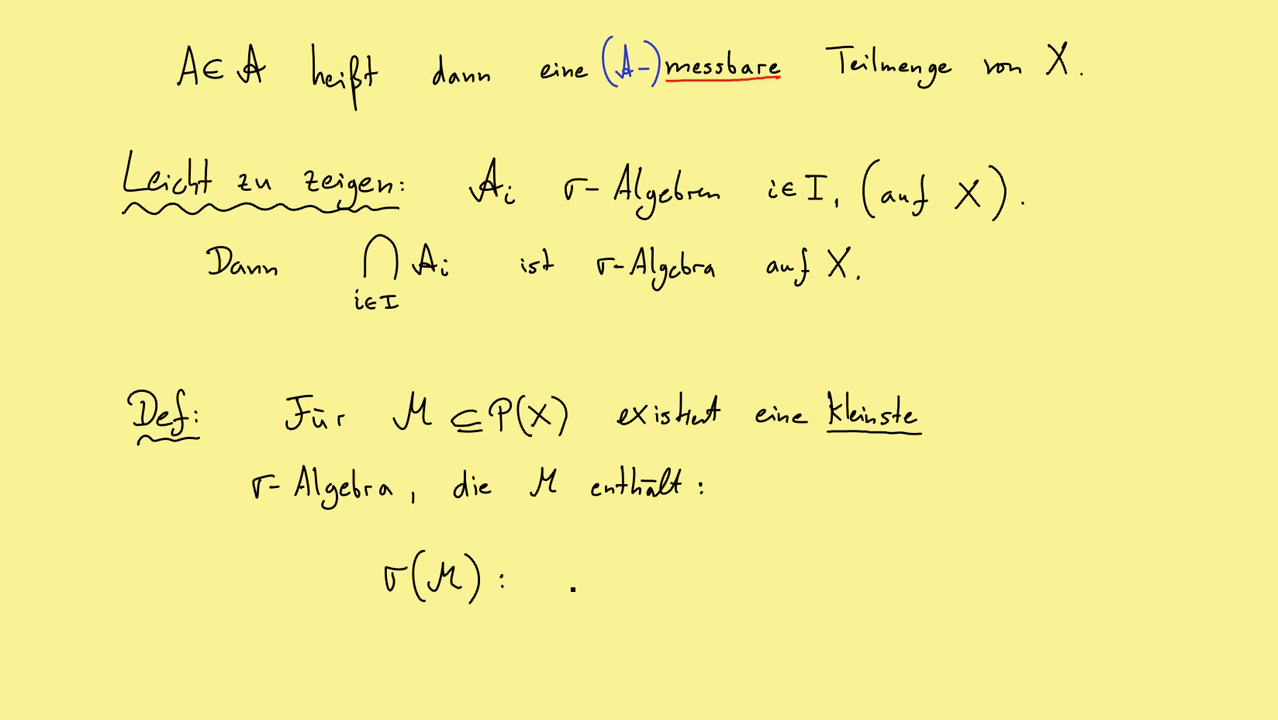 A ∈ 𝒜 heißt dann eine (𝒜-)messbare Teilmenge von X.
Leicht zu zeigen: 𝒜ᵢ σ-Algebren i∈I, (auf X).
Dann ⋂ 𝒜ᵢ ist σ-Algebra auf X.
i∈I
Def: Für ℳ ⊆ P(X) existiert eine kleinste
σ-Algebra, die ℳ enthält:
σ(ℳ) :